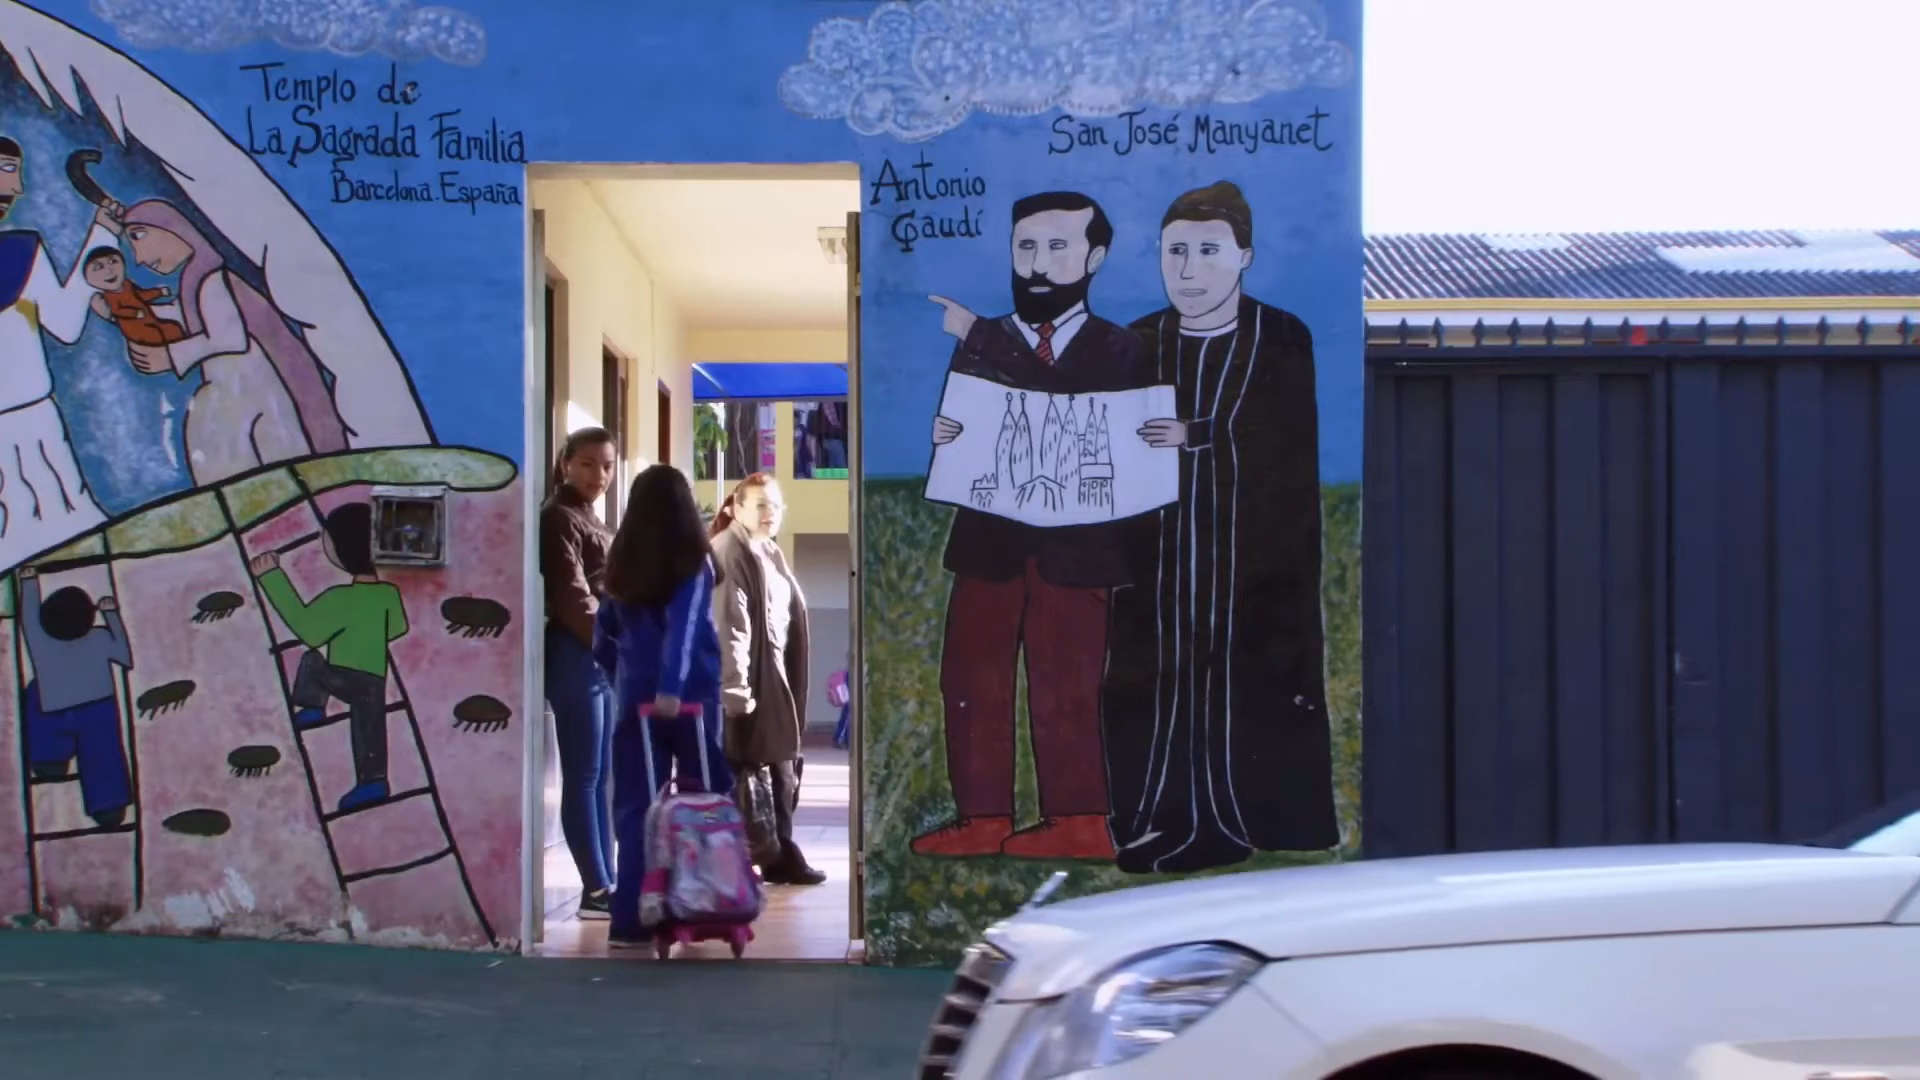 Templo de
La Sagrada Familia
Barcelona. España
San José Manyanet
Antonio
Gaudí